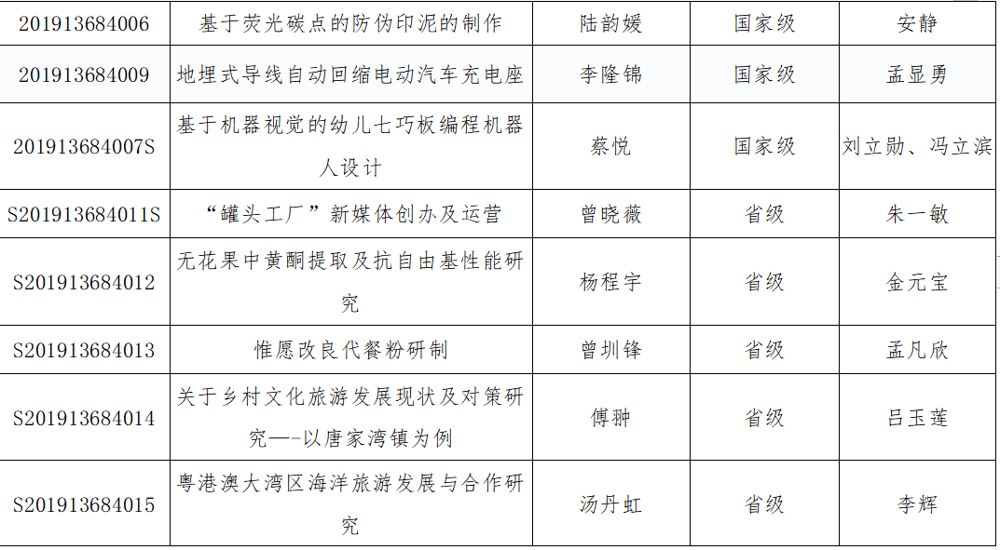 201913684006 基于荧光碳点的防伪印泥的制作 陆韵媛 国家级 安静
201913684009 地埋式导线自动回缩电动汽车充电座 李隆锦 国家级 孟显勇
基于机器视觉的幼儿七巧板编程机器
201913684007S 蔡悦 国家级 刘立勋、冯立滨
人设计
S201913684011S “罐头工厂”新媒体创办及运营 曾晓薇 省级 朱一敏
无花果中黄酮提取及抗自由基性能研
S201913684012 杨程宇 省级 金元宝
究
S201913684013 惟愿改良代餐粉研制 曾圳锋 省级 孟凡欣
关于乡村文化旅游发展现状及对策研
S201913684014 傅翀 省级 吕玉莲
究—-以唐家湾镇为例
粤港澳大湾区海洋旅游发展与合作研
S201913684015 汤丹虹 省级 李辉
究